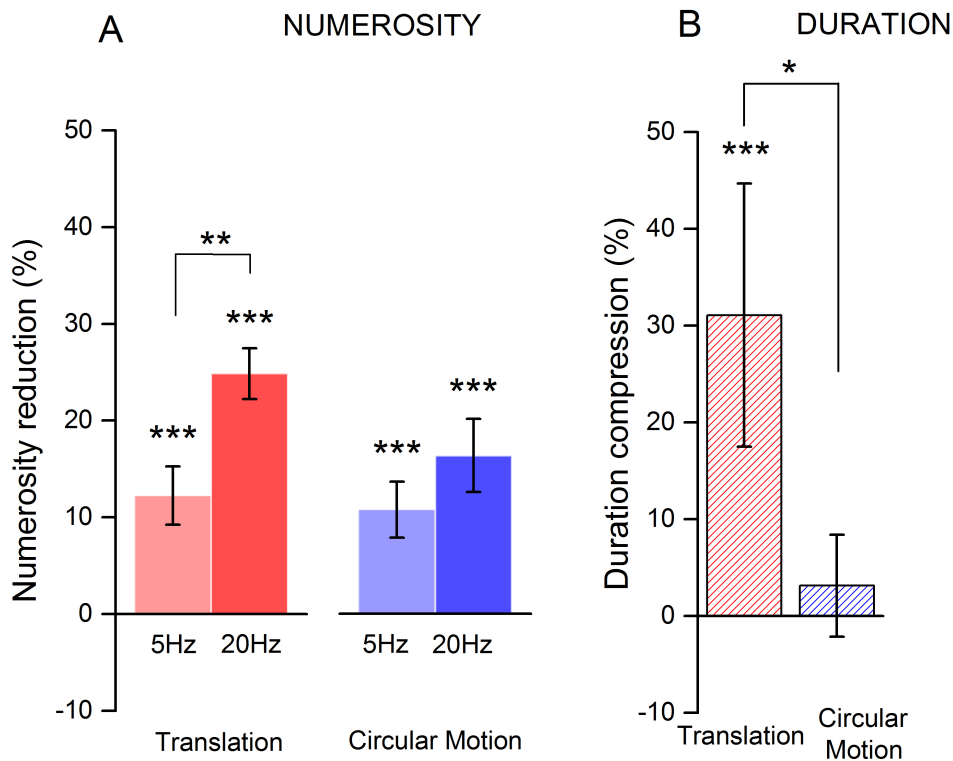 A NUMEROSITY
Numerosity reduction (%)
50
40
30
20
10
0
-10
**
***
***
***
***
5Hz 20Hz 5Hz 20Hz
Translation Circular Motion
B DURATION
Duration compression (%)
50
40
30
20
10
0
-10
*
***
Translation Circular
Motion